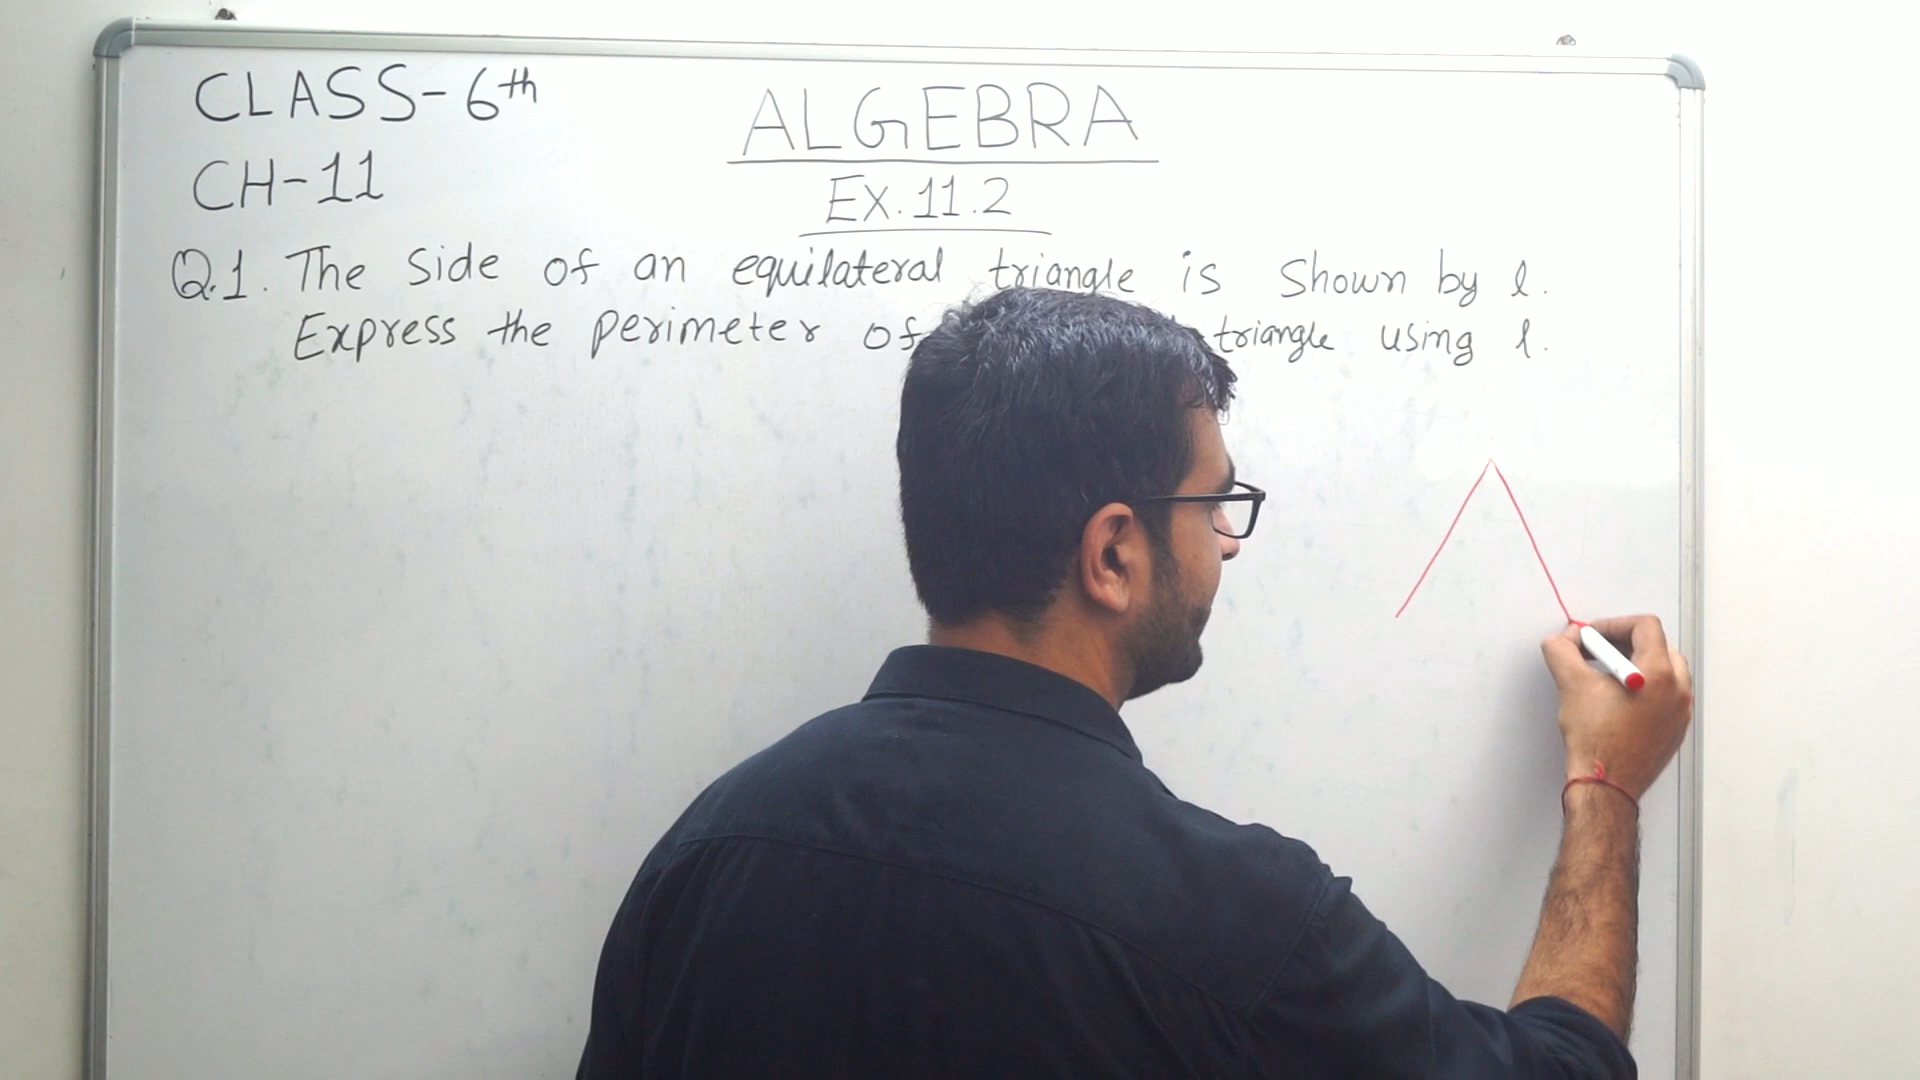 CLASS-6th
ALGEBRA
CH-11
EX.11.2
Q.1. The Side of an equilateral triangle is Shown by l.
Express the perimeter of triangle using l.